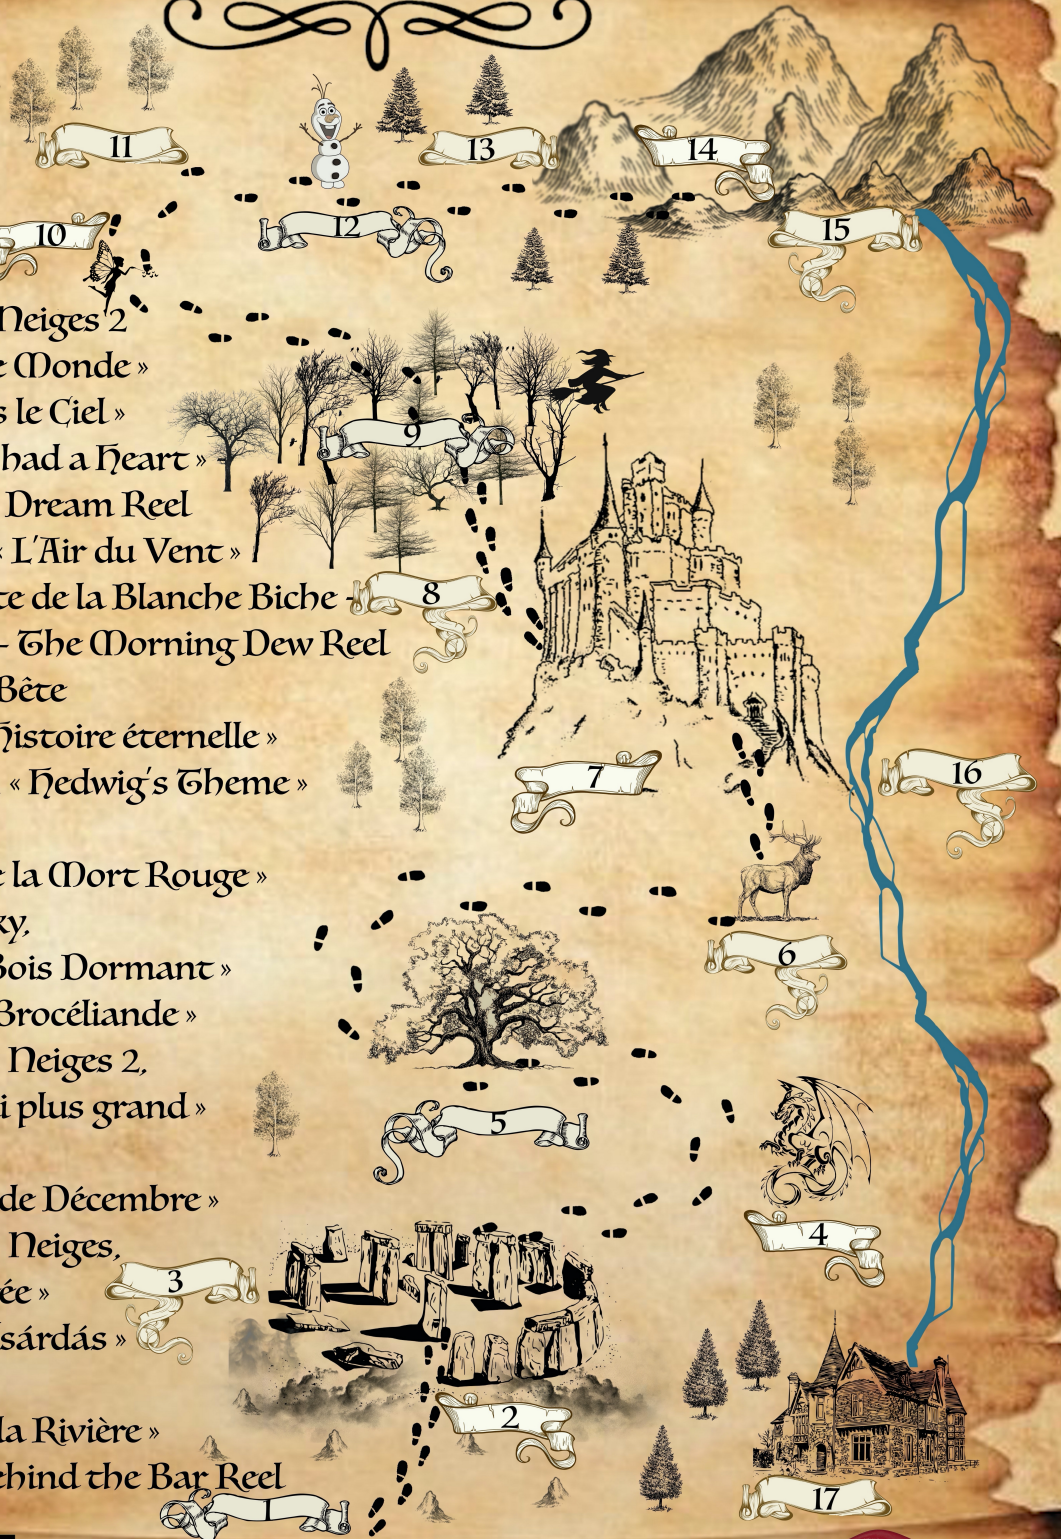 11
13
14
12
10
15
Neiges 2
e Monde »
s le Ciel »
had a Heart »
9
Dream Reel
« L'Air du Vent »
te de la Blanche Biche -
8
- The Morning Dew Reel
Bête
histoire éternelle »
« Hedwig's Theme »
7
16
e la Mort Rouge »
ky,
6
Bois Dormant »
Brocéliande »
Neiges 2,
i plus grand »
5
de Décembre »
4
Neiges,
3
ée »
sárdás »
2
la Rivière »
ehind the Bar Reel
1
17